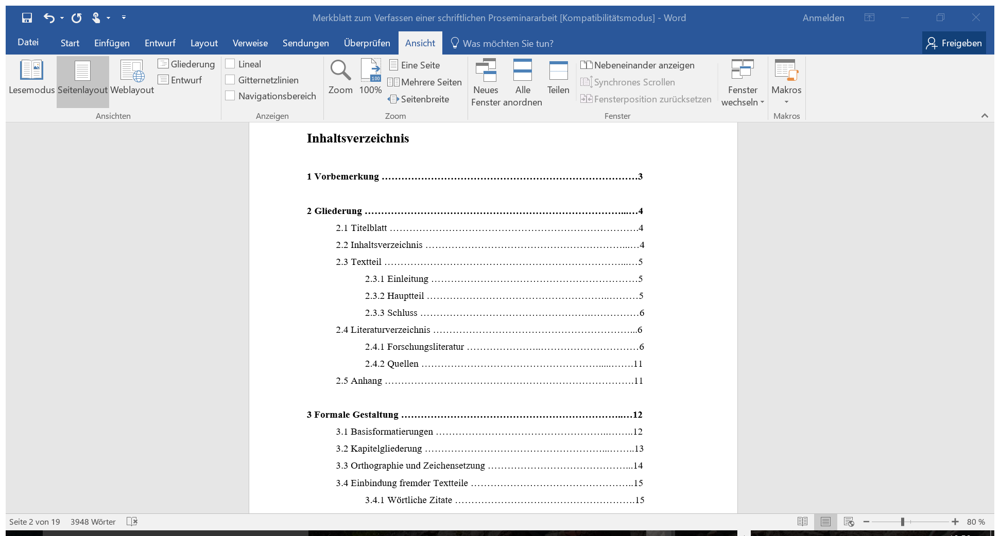 Merkblatt zum Verfassen einer schriftlichen Proseminararbeit [Kompatibilitätsmodus] - Word
Anmelden
Datei Start Einfügen Entwurf Layout Verweise Sendungen Überprüfen Ansicht Was möchten Sie tun? Freigeben
Lesemodus Seitenlayout Weblayout
Gliederung
Entwurf
Ansichten
Lineal
Gitternetzlinien
Navigationsbereich
Anzeigen
Zoom
100
100%
Eine Seite
Mehrere Seiten
Seitenbreite
Zoom
Neues Fenster
Alle anordnen
Teilen
Nebeneinander anzeigen
Synchrones Scrollen
Fensterposition zurücksetzen
Fenster wechseln
Fenster
Makros
Makros
Inhaltsverzeichnis
1 Vorbemerkung ……………………………………………………………………3
2 Gliederung ……………………………………………………………………...…4
2.1 Titelblatt ………………………………………………………………….4
2.2 Inhaltsverzeichnis ……………………………………………………...…4
2.3 Textteil ………………………………………………………………...…5
2.3.1 Einleitung ………………………………………………………5
2.3.2 Hauptteil ………………………………………………..………5
2.3.3 Schluss …………………………………………….……………6
2.4 Literaturverzeichnis ……………………………………………………...6
2.4.1 Forschungsliteratur …………………..…………………………6
2.4.2 Quellen ……………………………………………….....…….11
2.5 Anhang ………………………………………………………………….11
3 Formale Gestaltung …………………………………………………………..…12
3.1 Basisformatierungen ……………………………………………..……..12
3.2 Kapitelgliederung ………………………………………………...……..13
3.3 Orthographie und Zeichensetzung ……………………………………...14
3.4 Einbindung fremder Textteile …………………………………………..15
3.4.1 Wörtliche Zitate ……………………………………………….15
Seite 2 von 19 3948 Wörter 80 %